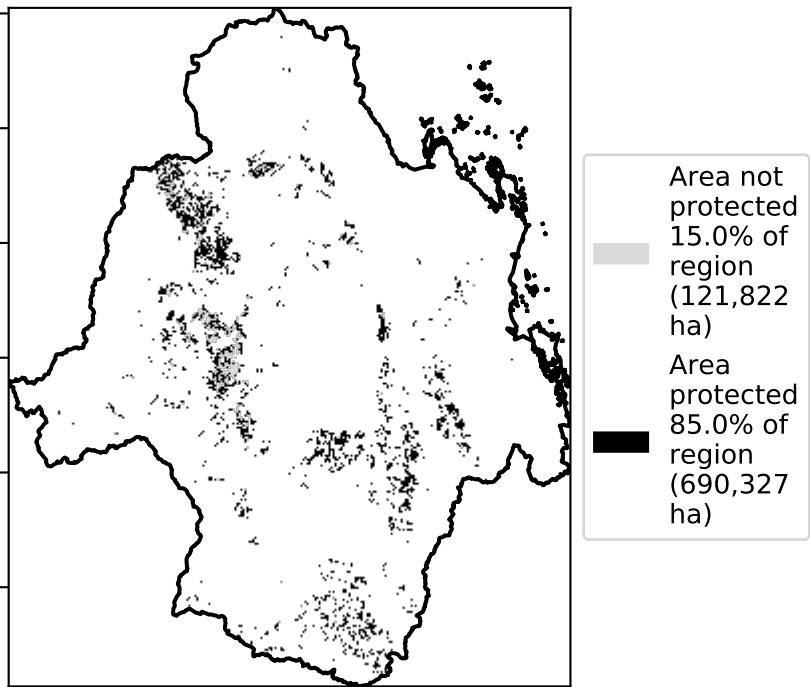 Area not
protected
15.0% of
region
(121,822
ha)
Area
protected
85.0% of
region
(690,327
ha)